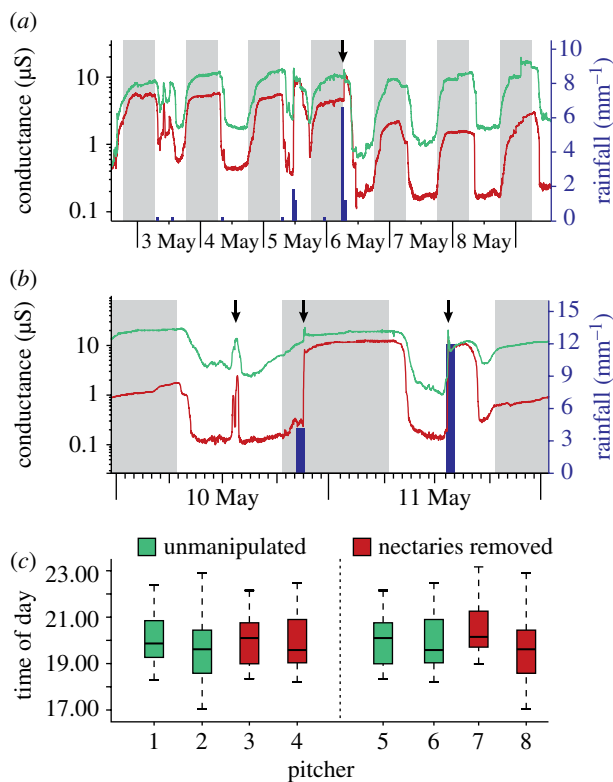 (a)
conductance (µS)
10
1
0.1
10
8
6
4
2
0
rainfall (mm⁻¹)
3 May 4 May 5 May 6 May 7 May 8 May
(b)
conductance (µS)
10
1
0.1
15
12
9
6
3
0
rainfall (mm⁻¹)
10 May 11 May
(c)
unmanipulated nectaries removed
time of day
23.00
21.00
19.00
17.00
1 2 3 4 5 6 7 8
pitcher